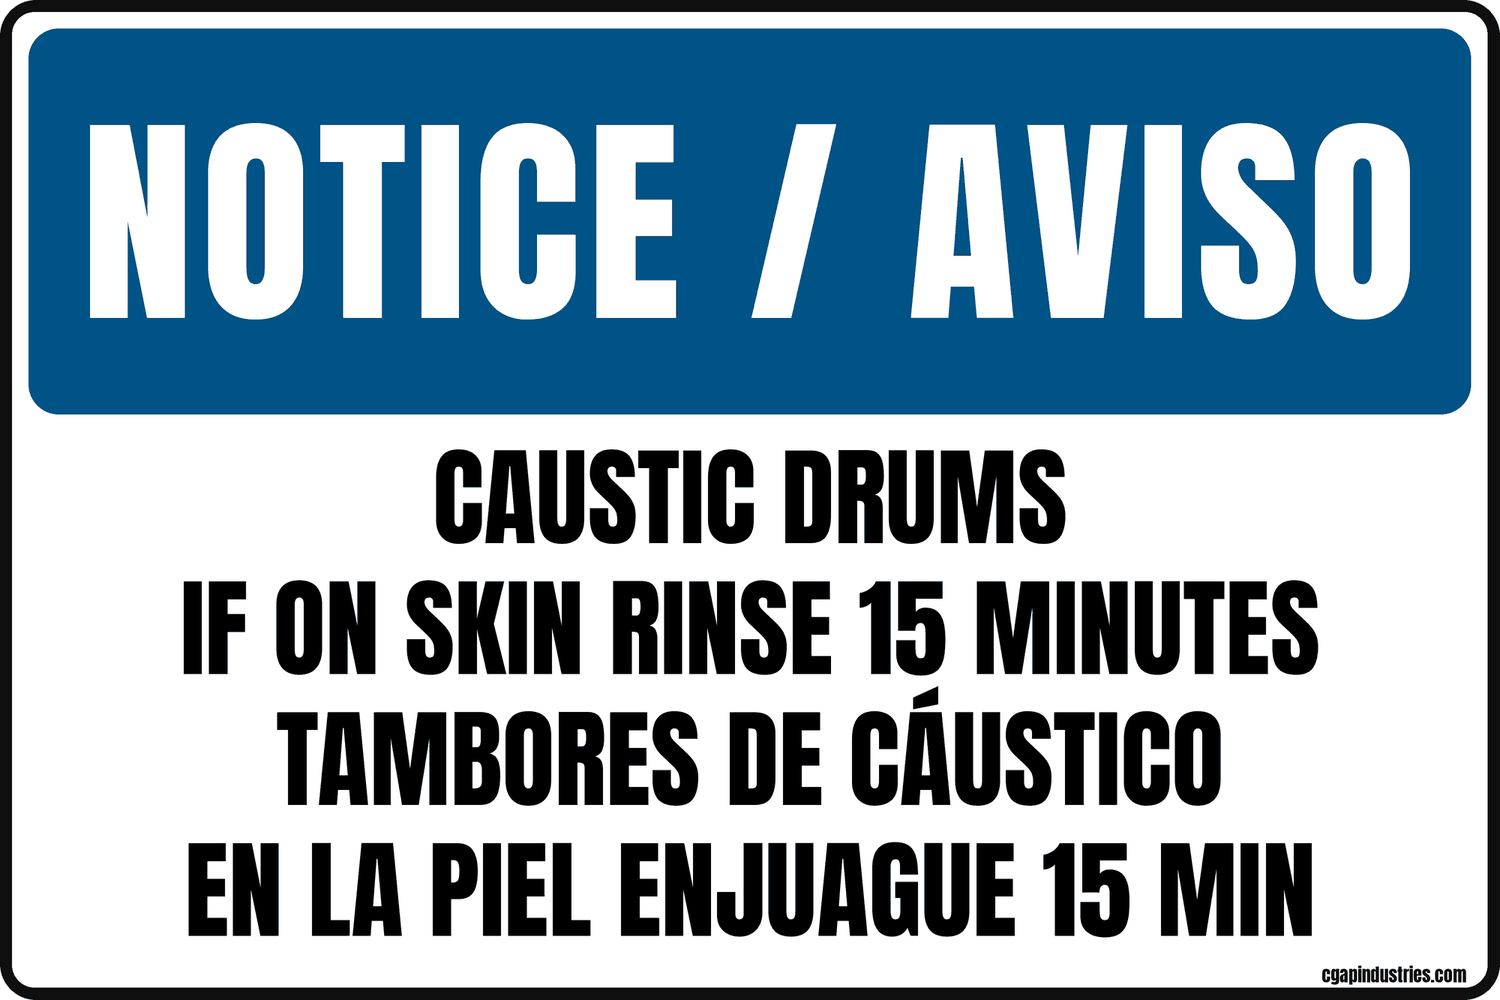 NOTICE / AVISO
CAUSTIC DRUMS
IF ON SKIN RINSE 15 MINUTES
TAMBORES DE CÁUSTICO
EN LA PIEL ENJUAGUE 15 MIN
cgapindustries.com